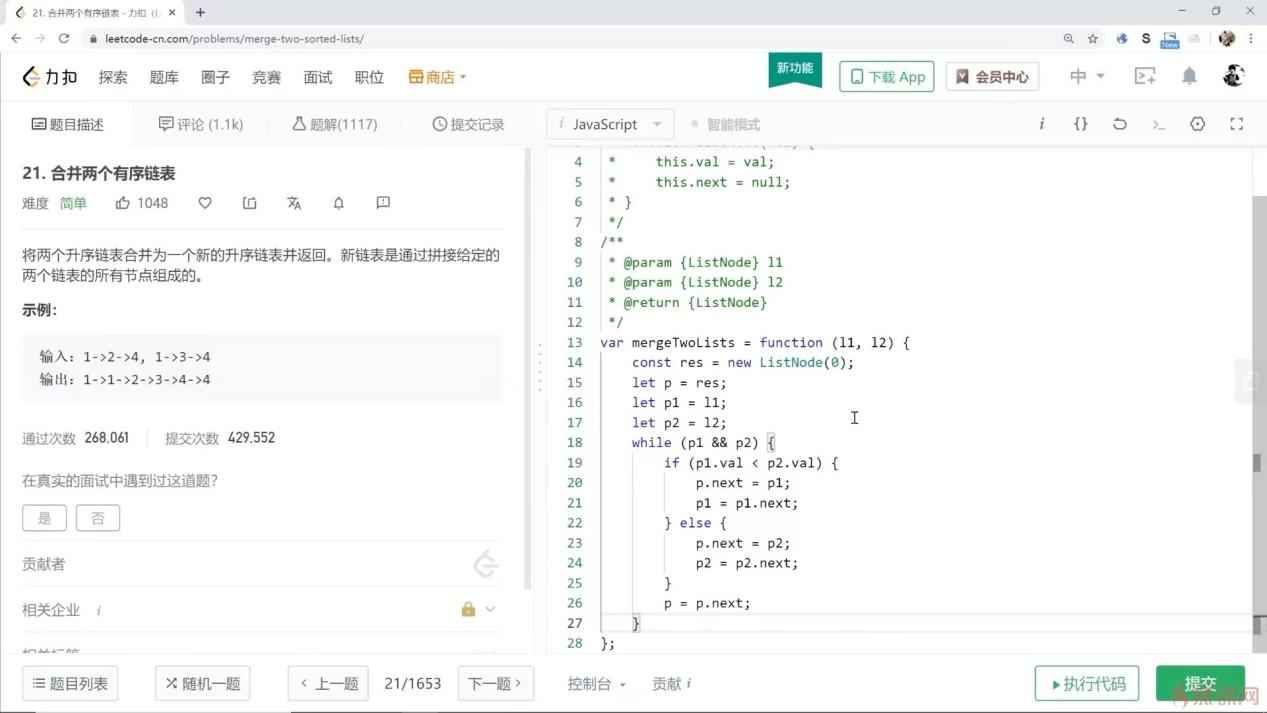 21. 合并两个有序链表 - 力扣 (L
leetcode-cn.com/problems/merge-two-sorted-lists/
New
力扣 探索 题库 圈子 竞赛 面试 职位 商店 新功能 下载 App 会员中心 中
题目描述 评论 (1.1k) 题解(1117) 提交记录 i JavaScript 智能模式 i {}
21. 合并两个有序链表
难度 简单 1048
将两个升序链表合并为一个新的升序链表并返回。新链表是通过拼接给定的
两个链表的所有节点组成的。
示例：
输入：1->2->4, 1->3->4
输出：1->1->2->3->4->4
通过次数 268,061 提交次数 429,552
在真实的面试中遇到过这道题?
是 否
贡献者
相关企业 i
相关标签
4 *     this.val = val;
5 *     this.next = null;
6 * }
7 */
8 /**
9 * @param {ListNode} l1
10 * @param {ListNode} l2
11 * @return {ListNode}
12 */
13 var mergeTwoLists = function (l1, l2) {
14     const res = new ListNode(0);
15     let p = res;
16     let p1 = l1;
17     let p2 = l2;
18     while (p1 && p2) {
19         if (p1.val < p2.val) {
20             p.next = p1;
21             p1 = p1.next;
22         } else {
23             p.next = p2;
24             p2 = p2.next;
25         }
26         p = p.next;
27     }
28 };
题目列表 随机一题 上一题 21/1653 下一题 控制台 贡献 i 执行代码 提交
慕课网